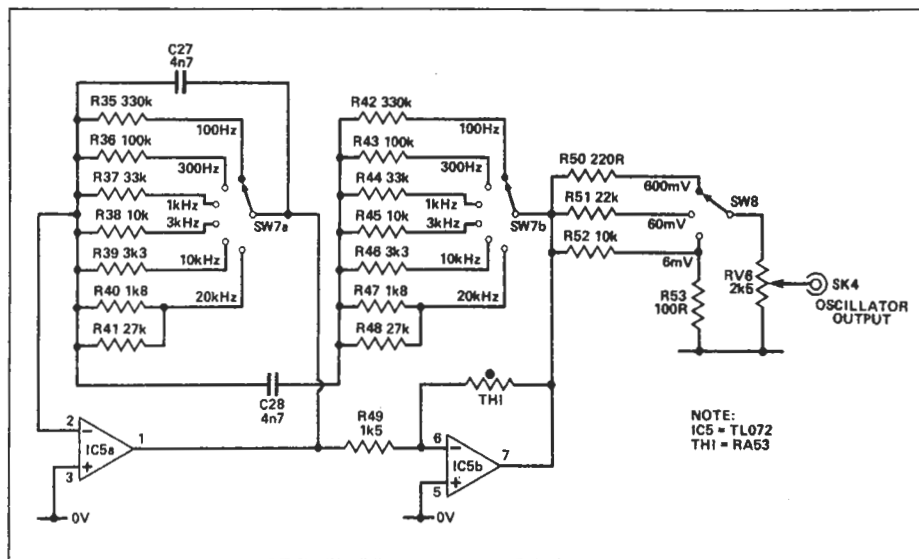 C27
4n7
R35 330k
100Hz
R36 100k
300Hz
R37 33k
1kHz
R38 10k
3kHz
SW7a
R39 3k3
10kHz
R40 1k8
20kHz
R41 27k
R42 330k
100Hz
R43 100k
300Hz
R44 33k
1kHz
R45 10k
3kHz
SW7b
R46 3k3
10kHz
R47 1k8
20kHz
R48 27k
R50 220R
600mV
SW8
R51 22k
60mV
R52 10k
6mV
R53
100R
RV6
2k5
SK4
OSCILLATOR
OUTPUT
C28
4n7
TH1
R49
1k5
2
3
1
IC5a
0V
6
5
7
IC5b
0V
NOTE:
IC5 = TL072
TH1 = RA53